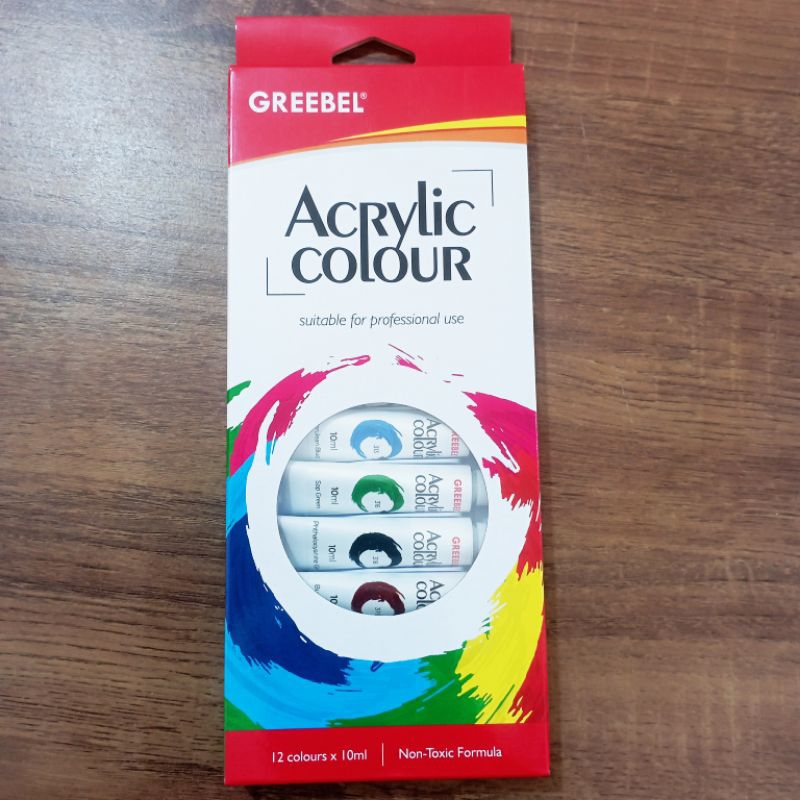 GREEBEL®
Acrylic
colour
suitable for professional use
10ml
Acrylic
colour
GREEBEL
Sap Green
10ml
Acrylic
colour
GREEBEL
10ml
Acrylic
colour
GREEBEL
12 colours x 10ml
Non-Toxic Formula